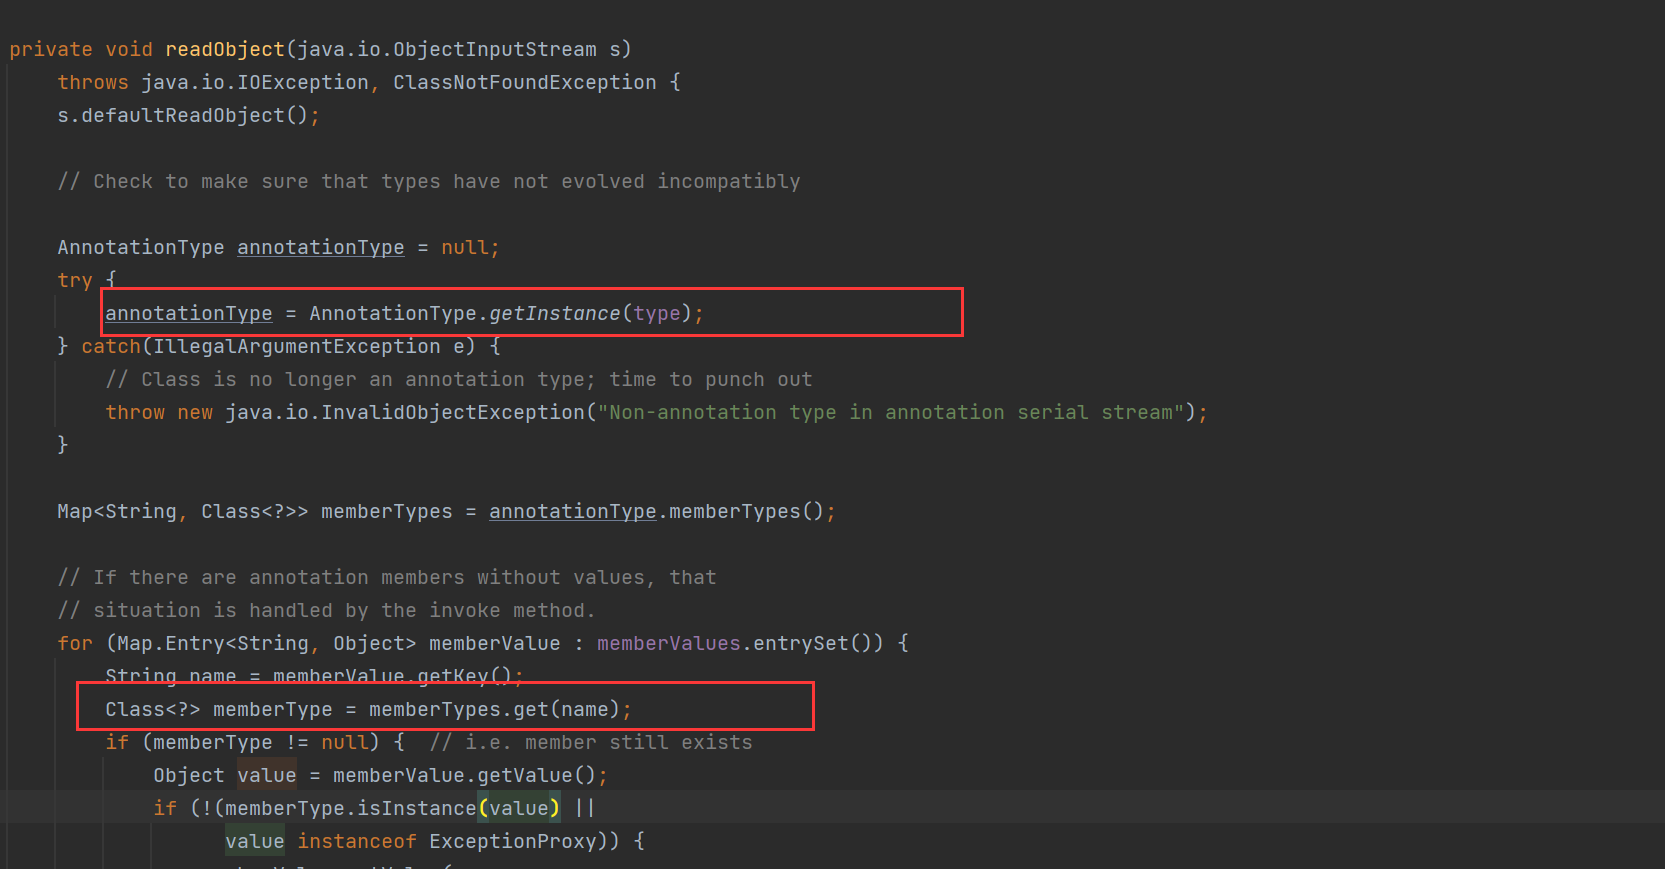 private void readObject(java.io.ObjectInputStream s)
throws java.io.IOException, ClassNotFoundException {
s.defaultReadObject();
// Check to make sure that types have not evolved incompatibly
AnnotationType annotationType = null;
try {
annotationType = AnnotationType.getInstance(type);
} catch(IllegalArgumentException e) {
// Class is no longer an annotation type; time to punch out
throw new java.io.InvalidObjectException("Non-annotation type in annotation serial stream");
}
Map<String, Class<?>> memberTypes = annotationType.memberTypes();
// If there are annotation members without values, that
// situation is handled by the invoke method.
for (Map.Entry<String, Object> memberValue : memberValues.entrySet()) {
String name = memberValue.getKey();
Class<?> memberType = memberTypes.get(name);
if (memberType != null) {  // i.e. member still exists
Object value = memberValue.getValue();
if (!(memberType.isInstance(value) ||
value instanceof ExceptionProxy)) {